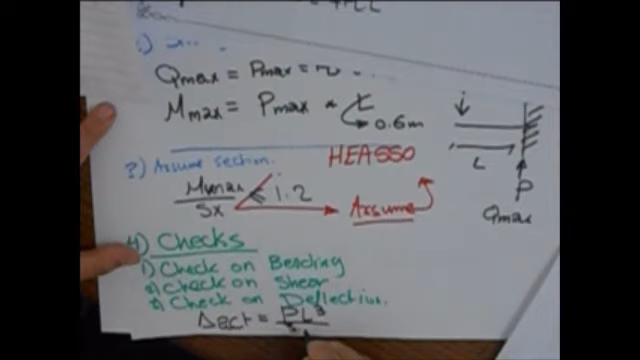 Qmax = Pmax = ~ . .
Mmax = Pmax * L
0.6m
L
P
Qmax
3) Assume section.
HEA550
Mmax / Sx ≤ 1.2
Assume
4) Checks
1) Check on Bending
2) Check on Shear
3) Check on Deflection.
Δact = PL³